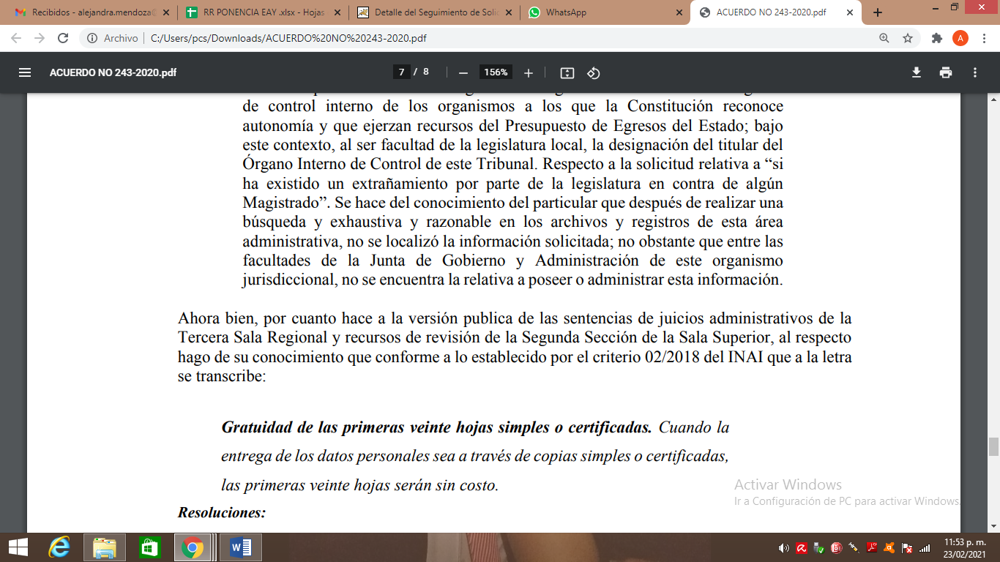 Recibidos - alejandra.mendoza@
RR PONENCIA EAY .xlsx - Hojas
Detalle del Seguimiento de Solic
WhatsApp
ACUERDO NO 243-2020.pdf
Archivo
C:/Users/pcs/Downloads/ACUERDO%20NO%20243-2020.pdf
A
ACUERDO NO 243-2020.pdf
7 / 8
156%
de control interno de los organismos a los que la Constitución reconoce
autonomía y que ejerzan recursos del Presupuesto de Egresos del Estado; bajo
este contexto, al ser facultad de la legislatura local, la designación del titular del
Órgano Interno de Control de este Tribunal. Respecto a la solicitud relativa a “si
ha existido un extrañamiento por parte de la legislatura en contra de algún
Magistrado”. Se hace del conocimiento del particular que después de realizar una
búsqueda y exhaustiva y razonable en los archivos y registros de esta área
administrativa, no se localizó la información solicitada; no obstante que entre las
facultades de la Junta de Gobierno y Administración de este organismo
jurisdiccional, no se encuentra la relativa a poseer o administrar esta información.
Ahora bien, por cuanto hace a la versión publica de las sentencias de juicios administrativos de la
Tercera Sala Regional y recursos de revisión de la Segunda Sección de la Sala Superior, al respecto
hago de su conocimiento que conforme a lo establecido por el criterio 02/2018 del INAI que a la letra
se transcribe:
Gratuidad de las primeras veinte hojas simples o certificadas. Cuando la
entrega de los datos personales sea a través de copias simples o certificadas,
las primeras veinte hojas serán sin costo.
Resoluciones:
Activar Windows
Ir a Configuración de PC para activar Windows.
11:53 p. m.
23/02/2021